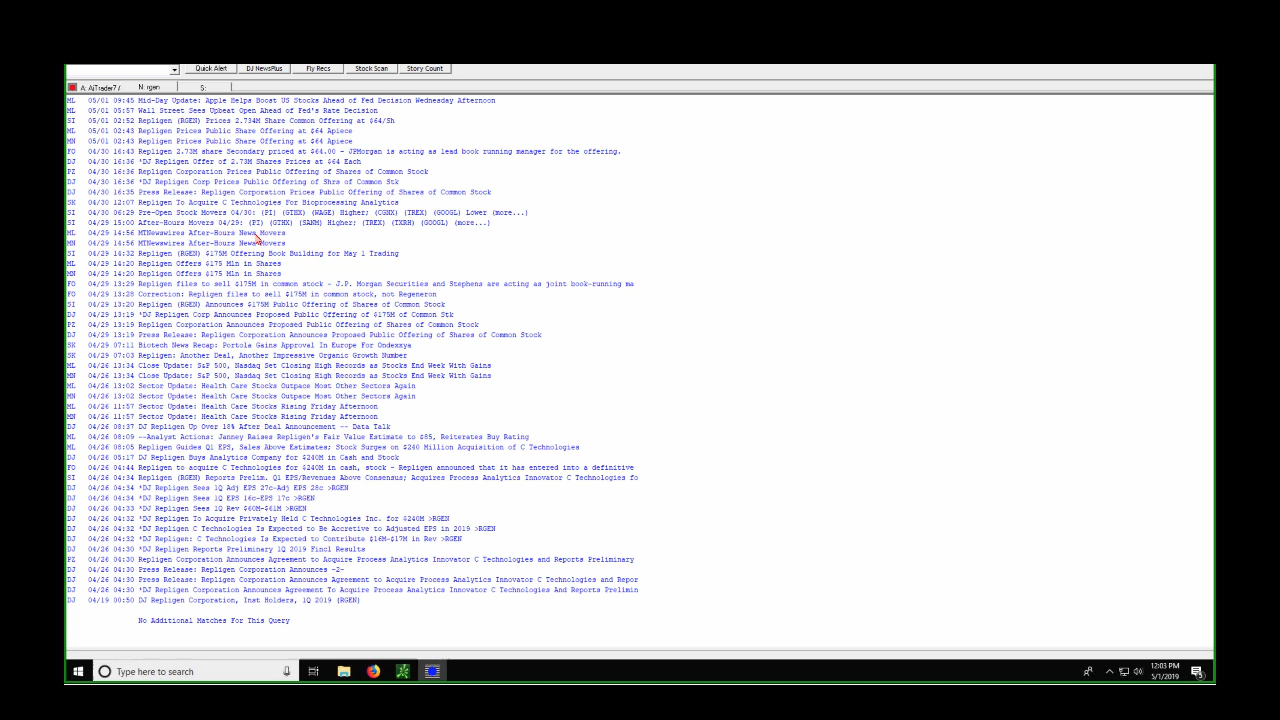 Quick Alert DJ NewsPlus Fly Recs Stock Scan Story Count
A: AjTrader7 / N: rgen S:
ML 05/01 09:45 Mid-Day Update: Apple Helps Boost US Stocks Ahead of Fed Decision Wednesday Afternoon
ML 05/01 05:57 Wall Street Sees Upbeat Open Ahead of Fed's Rate Decision
SI 05/01 02:52 Repligen (RGEN) Prices 2.734M Share Common Offering at $64/Sh
ML 05/01 02:43 Repligen Prices Public Share Offering at $64 Apiece
MN 05/01 02:43 Repligen Prices Public Share Offering at $64 Apiece
FO 04/30 16:43 Repligen 2.73M share Secondary priced at $64.00 - JPMorgan is acting as lead book running manager for the offering.
DJ 04/30 16:36 *DJ Repligen Offer of 2.73M Shares Prices at $64 Each
PZ 04/30 16:36 Repligen Corporation Prices Public Offering of Shares of Common Stock
DJ 04/30 16:36 *DJ Repligen Corp Prices Public Offering of Shrs of Common Stk
DJ 04/30 16:35 Press Release: Repligen Corporation Prices Public Offering of Shares of Common Stock
SK 04/30 12:07 Repligen To Acquire C Technologies For Bioprocessing Analytics
SI 04/30 06:29 Pre-Open Stock Movers 04/30: (PI) (GTHX) (WAGE) Higher; (CGNX) (TREX) (GOOGL) Lower (more...)
SI 04/29 15:00 After-Hours Movers 04/29: (PI) (GTHX) (SANM) Higher; (TREX) (TXRH) (GOOGL) (more...)
ML 04/29 14:56 MTNewswires After-Hours News Movers
MN 04/29 14:56 MTNewswires After-Hours News Movers
SI 04/29 14:32 Repligen (RGEN) $175M Offering Book Building for May 1 Trading
ML 04/29 14:20 Repligen Offers $175 Mln in Shares
MN 04/29 14:20 Repligen Offers $175 Mln in Shares
FO 04/29 13:29 Repligen files to sell $175M in common stock - J.P. Morgan Securities and Stephens are acting as joint book-running ma
FO 04/29 13:28 Correction: Repligen files to sell $175M in common stock, not Regeneron
SI 04/29 13:20 Repligen (RGEN) Announces $175M Public Offering of Shares of Common Stock
DJ 04/29 13:19 *DJ Repligen Corp Announces Proposed Public Offering of $175M of Common Stk
PZ 04/29 13:19 Repligen Corporation Announces Proposed Public Offering of Shares of Common Stock
DJ 04/29 13:19 Press Release: Repligen Corporation Announces Proposed Public Offering of Shares of Common Stock
SK 04/29 07:11 Biotech News Recap: Portola Gains Approval In Europe For Ondexxya
SK 04/29 07:03 Repligen: Another Deal, Another Impressive Organic Growth Number
ML 04/26 13:34 Close Update: S&P 500, Nasdaq Set Closing High Records as Stocks End Week With Gains
MN 04/26 13:34 Close Update: S&P 500, Nasdaq Set Closing High Records as Stocks End Week With Gains
ML 04/26 13:02 Sector Update: Health Care Stocks Outpace Most Other Sectors Again
MN 04/26 13:02 Sector Update: Health Care Stocks Outpace Most Other Sectors Again
ML 04/26 11:57 Sector Update: Health Care Stocks Rising Friday Afternoon
MN 04/26 11:57 Sector Update: Health Care Stocks Rising Friday Afternoon
DJ 04/26 08:37 DJ Repligen Up Over 18% After Deal Announcement -- Data Talk
ML 04/26 08:09 --Analyst Actions: Janney Raises Repligen's Fair Value Estimate to $85, Reiterates Buy Rating
ML 04/26 08:05 Repligen Guides Q1 EPS, Sales Above Estimates; Stock Surges on $240 Million Acquisition of C Technologies
DJ 04/26 05:17 DJ Repligen Buys Analytics Company for $240M in Cash and Stock
FO 04/26 04:44 Repligen to acquire C Technologies for $240M in cash, stock - Repligen announced that it has entered into a definitive
SI 04/26 04:34 Repligen (RGEN) Reports Prelim. Q1 EPS/Revenues Above Consensus; Acquires Process Analytics Innovator C Technologies fo
DJ 04/26 04:34 *DJ Repligen Sees 1Q Adj EPS 27c-Adj EPS 28c >RGEN
DJ 04/26 04:34 *DJ Repligen Sees 1Q EPS 16c-EPS 17c >RGEN
DJ 04/26 04:33 *DJ Repligen Sees 1Q Rev $60M-$61M >RGEN
DJ 04/26 04:32 *DJ Repligen To Acquire Privately Held C Technologies Inc. for $240M >RGEN
DJ 04/26 04:32 *DJ Repligen C Technologies Is Expected to Be Accretive to Adjusted EPS in 2019 >RGEN
DJ 04/26 04:32 *DJ Repligen: C Technologies Is Expected to Contribute $16M-$17M in Rev >RGEN
DJ 04/26 04:30 *DJ Repligen Reports Preliminary 1Q 2019 Fincl Results
PZ 04/26 04:30 Repligen Corporation Announces Agreement to Acquire Process Analytics Innovator C Technologies and Reports Preliminary
DJ 04/26 04:30 Press Release: Repligen Corporation Announces -2-
DJ 04/26 04:30 Press Release: Repligen Corporation Announces Agreement to Acquire Process Analytics Innovator C Technologies and Repor
DJ 04/26 04:30 *DJ Repligen Corporation Announces Agreement To Acquire Process Analytics Innovator C Technologies And Reports Prelimin
DJ 04/19 00:50 DJ Repligen Corporation, Inst Holders, 1Q 2019 (RGEN)
No Additional Matches For This Query
Type here to search
12:03 PM
5/1/2019